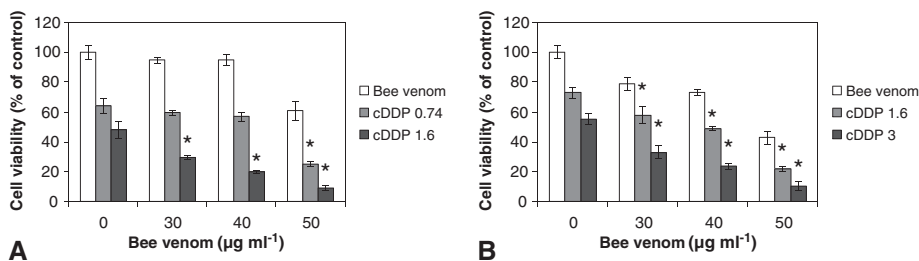 120
100
80
60
40
20
0
Cell viability (% of control)
* * * *
0 30 40 50
Bee venom (µg ml-1)
Bee venom
cDDP 0.74
cDDP 1.6
A
120
100
80
60
40
20
0
Cell viability (% of control)
* * * * * *
0 30 40 50
Bee venom (µg ml-1)
Bee venom
cDDP 1.6
cDDP 3
B